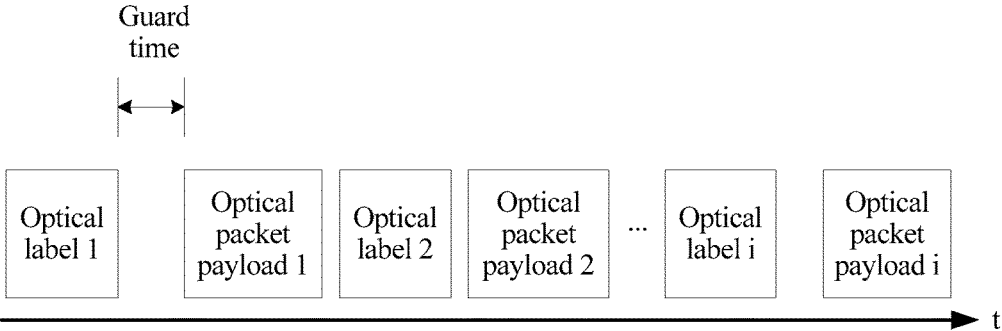 Guard
time
Optical
label 1
Optical
packet
payload 1
Optical
label 2
Optical
packet
payload 2
...
Optical
label i
Optical
packet
payload i
t